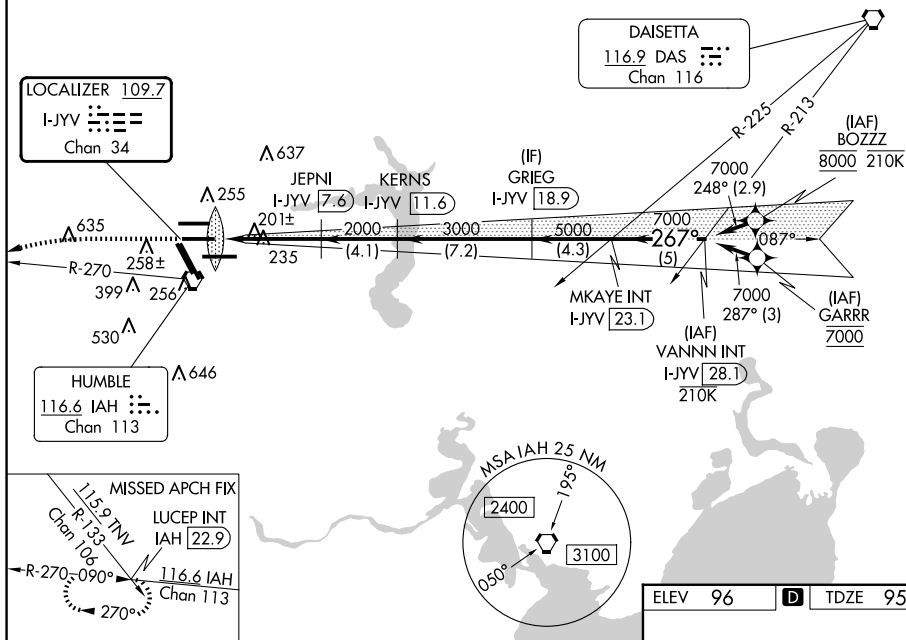 DAISETTA
116.9 DAS
Chan 116
LOCALIZER 109.7
I-JYV
Chan 34
R-225
R-213
(IAF)
BOZZZ
8000 210K
637
JEPNI
I-JYV 7.6
KERNS
I-JYV 11.6
(IF)
GRIEG
I-JYV 18.9
7000
248° (2.9)
255
201±
635
2000
3000
5000
7000
267°
087°
(4.1)
(7.2)
(4.3)
(5)
235
258±
R-270
399
256
530
MKAYE INT
I-JYV 23.1
7000
287° (3)
(IAF)
GARRR
7000
(IAF)
VANNN INT
I-JYV 28.1
210K
646
HUMBLE
116.6 IAH
Chan 113
MISSED APCH FIX
115.9 TNV
R-133
Chan 106
LUCEP INT
IAH 22.9
R-270
090°
116.6 IAH
Chan 113
270°
MSA IAH 25 NM
195°
2400
3100
050°
ELEV 96 D TDZE 95